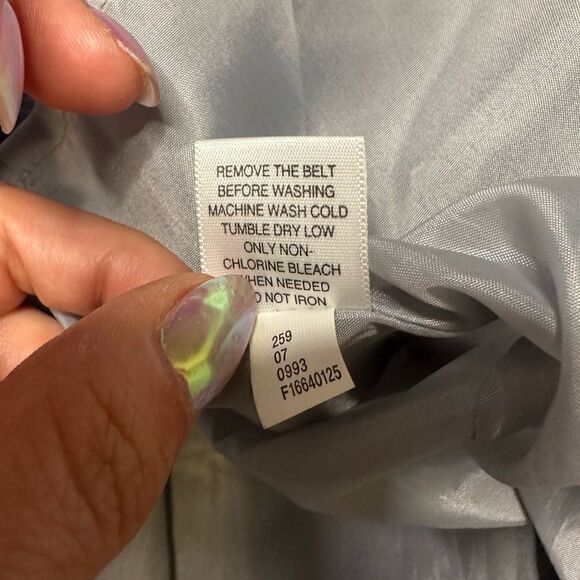 REMOVE THE BELT
BEFORE WASHING
MACHINE WASH COLD
TUMBLE DRY LOW
ONLY NON-
CHLORINE BLEACH
WHEN NEEDED
DO NOT IRON
259
07
0993
F16640125